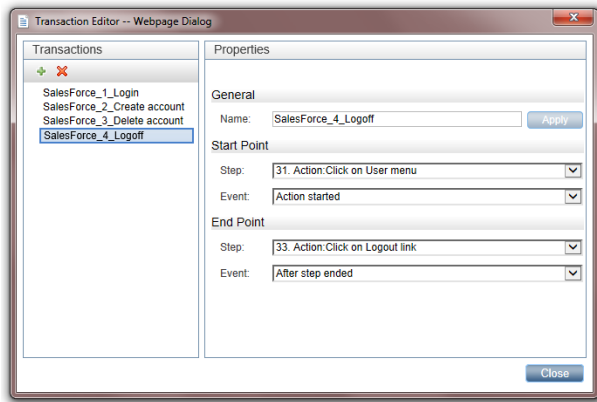 Transaction Editor -- Webpage Dialog
Transactions
SalesForce_1_Login
SalesForce_2_Create account
SalesForce_3_Delete account
SalesForce_4_Logoff
Properties
General
Name: SalesForce_4_Logoff Apply
Start Point
Step: 31. Action:Click on User menu
Event: Action started
End Point
Step: 33. Action:Click on Logout link
Event: After step ended
Close